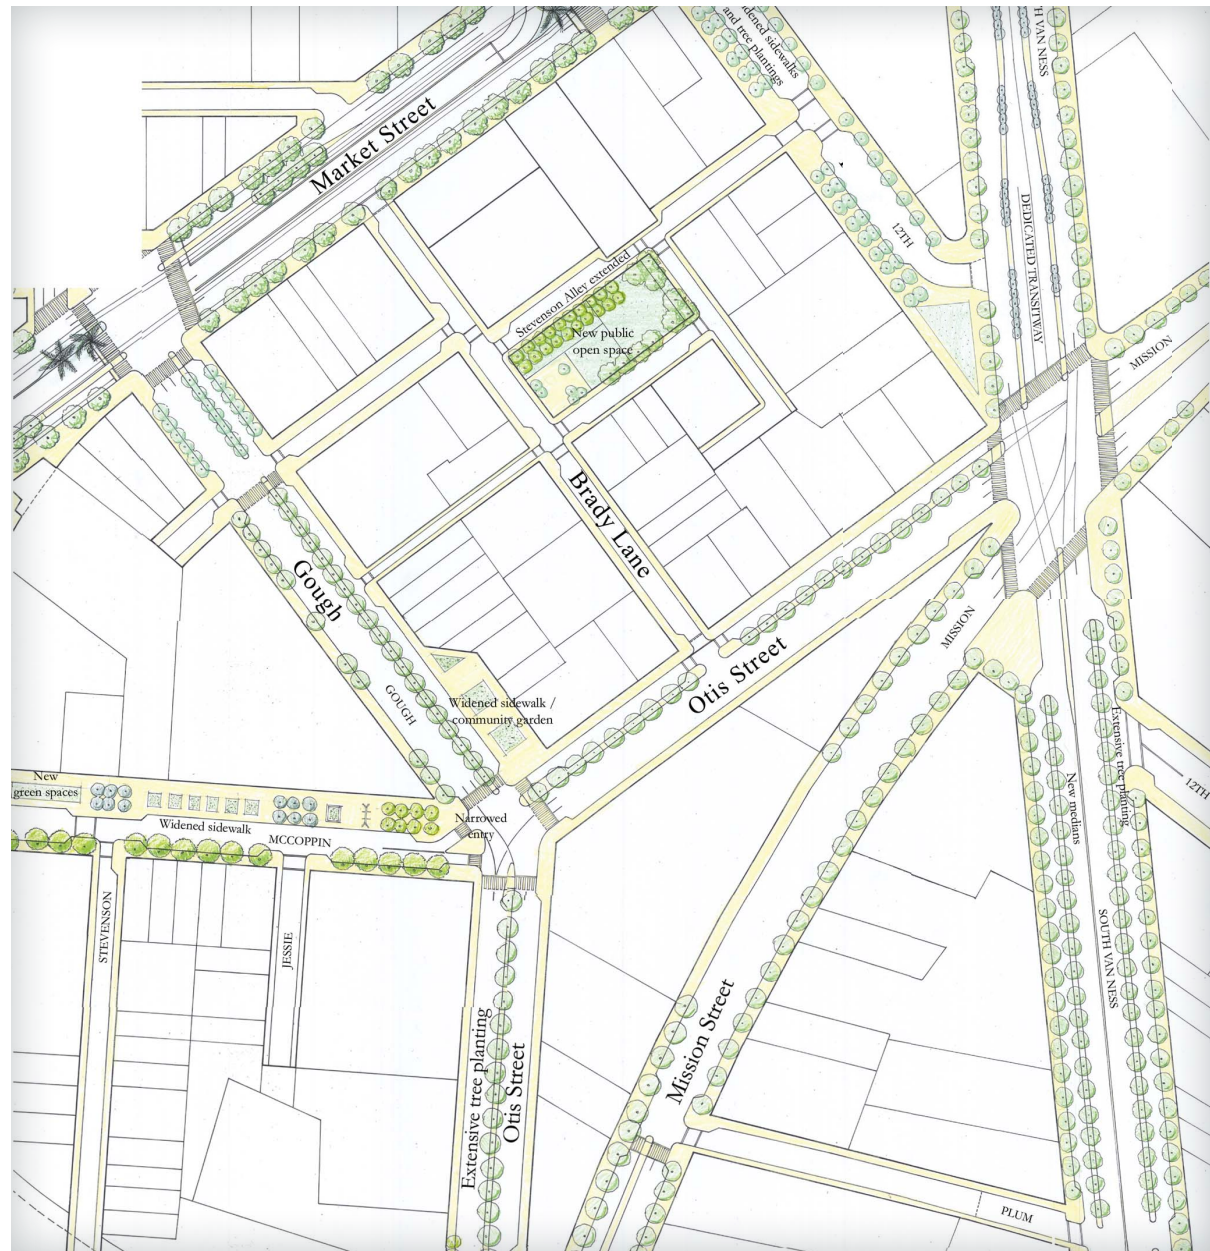 dened sidewalks
and tree plantings
H VAN NESS
Market Street
12TH
DEDICATED TRANSITWAY
Stevenson Alley extended
New public
open space
MISSION
Brady Lane
Gough
MISSION
Otis Street
GOUGH
Widened sidewalk /
community garden
Extensive tree planting
New medians
12TH
New
green spaces
Widened sidewalk
MCCOPPIN
Narrowed
entry
STEVENSON
JESSIE
SOUTH VAN NESS
Mission Street
Extensive tree planting
Otis Street
PLUM